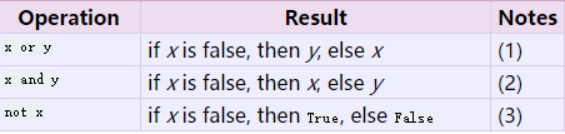 Operation Result Notes
x or y if x is false, then y, else x (1)
x and y if x is false, then x, else y (2)
not x if x is false, then True, else False (3)